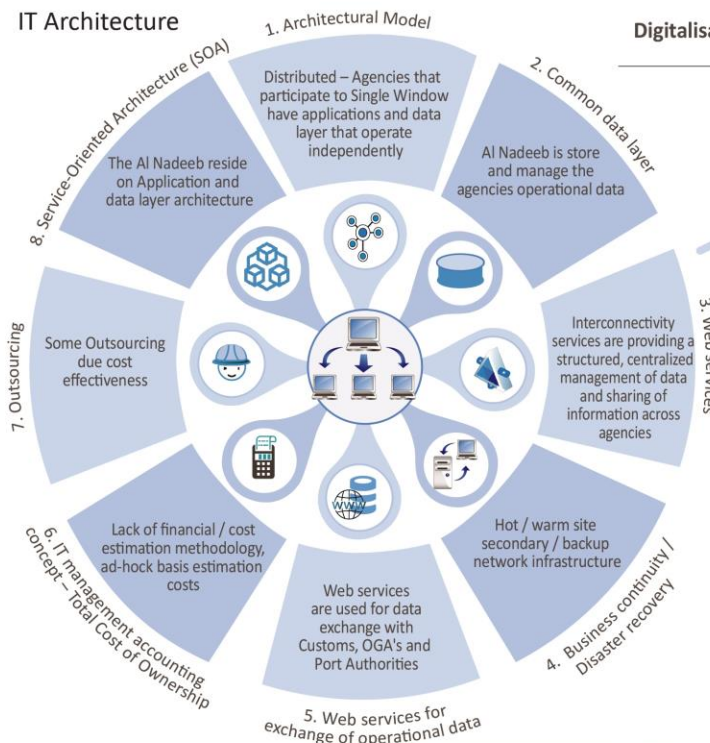 IT Architecture
Digitalisa
1. Architectural Model
Distributed – Agencies that
participate to Single Window
have applications and data
layer that operate
independently
2. Common data layer
Al Nadeeb is store
and manage the
agencies operational data
3. Web services
Interconnectivity
services are providing a
structured, centralized
management of data
and sharing of
information across
agencies
4. Business continuity /
Disaster recovery
Hot / warm site
secondary / backup
network infrastructure
5. Web services for
exchange of operational data
Web services
are used for data
exchange with
Customs, OGA's and
Port Authorities
WWW
6. IT management accounting
concept – Total Cost of Ownership
Lack of financial / cost
estimation methodology,
ad-hock basis estimation
costs
7. Outsourcing
Some Outsourcing
due cost
effectiveness
8. Service-Oriented Architecture (SOA)
The Al Nadeeb reside
on Application and
data layer architecture